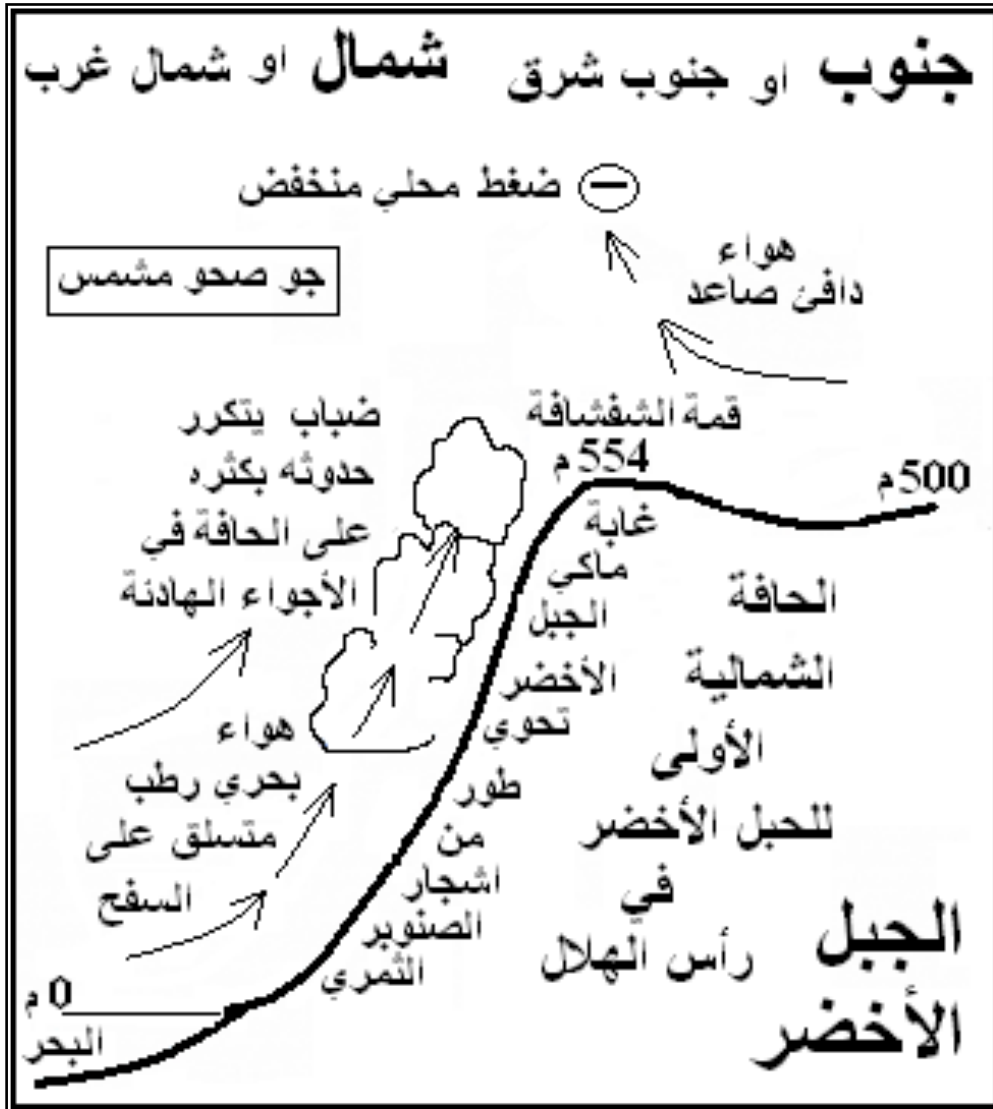 جنوب او جنوب شرق
شمال او شمال غرب
ضغط محلي منخفض
هواء
دافئ صاعد
جو صحو مشمس
ضباب يتكرر
حدوثه بكثره
على الحافة في
الأجواء الهادئة
قمة الشفشافة
554 م
500 م
غابة
ماكي
الجبل
الأخضر
تحوي
طور
من
اشجار
الصنوبر
الثمري
الحافة
الشمالية
الأولى
للحبل الأخضر
في
رأس الهلال
هواء
بحري رطب
متسلق على
السفح
الجبل
الأخضر
0 م
البحر